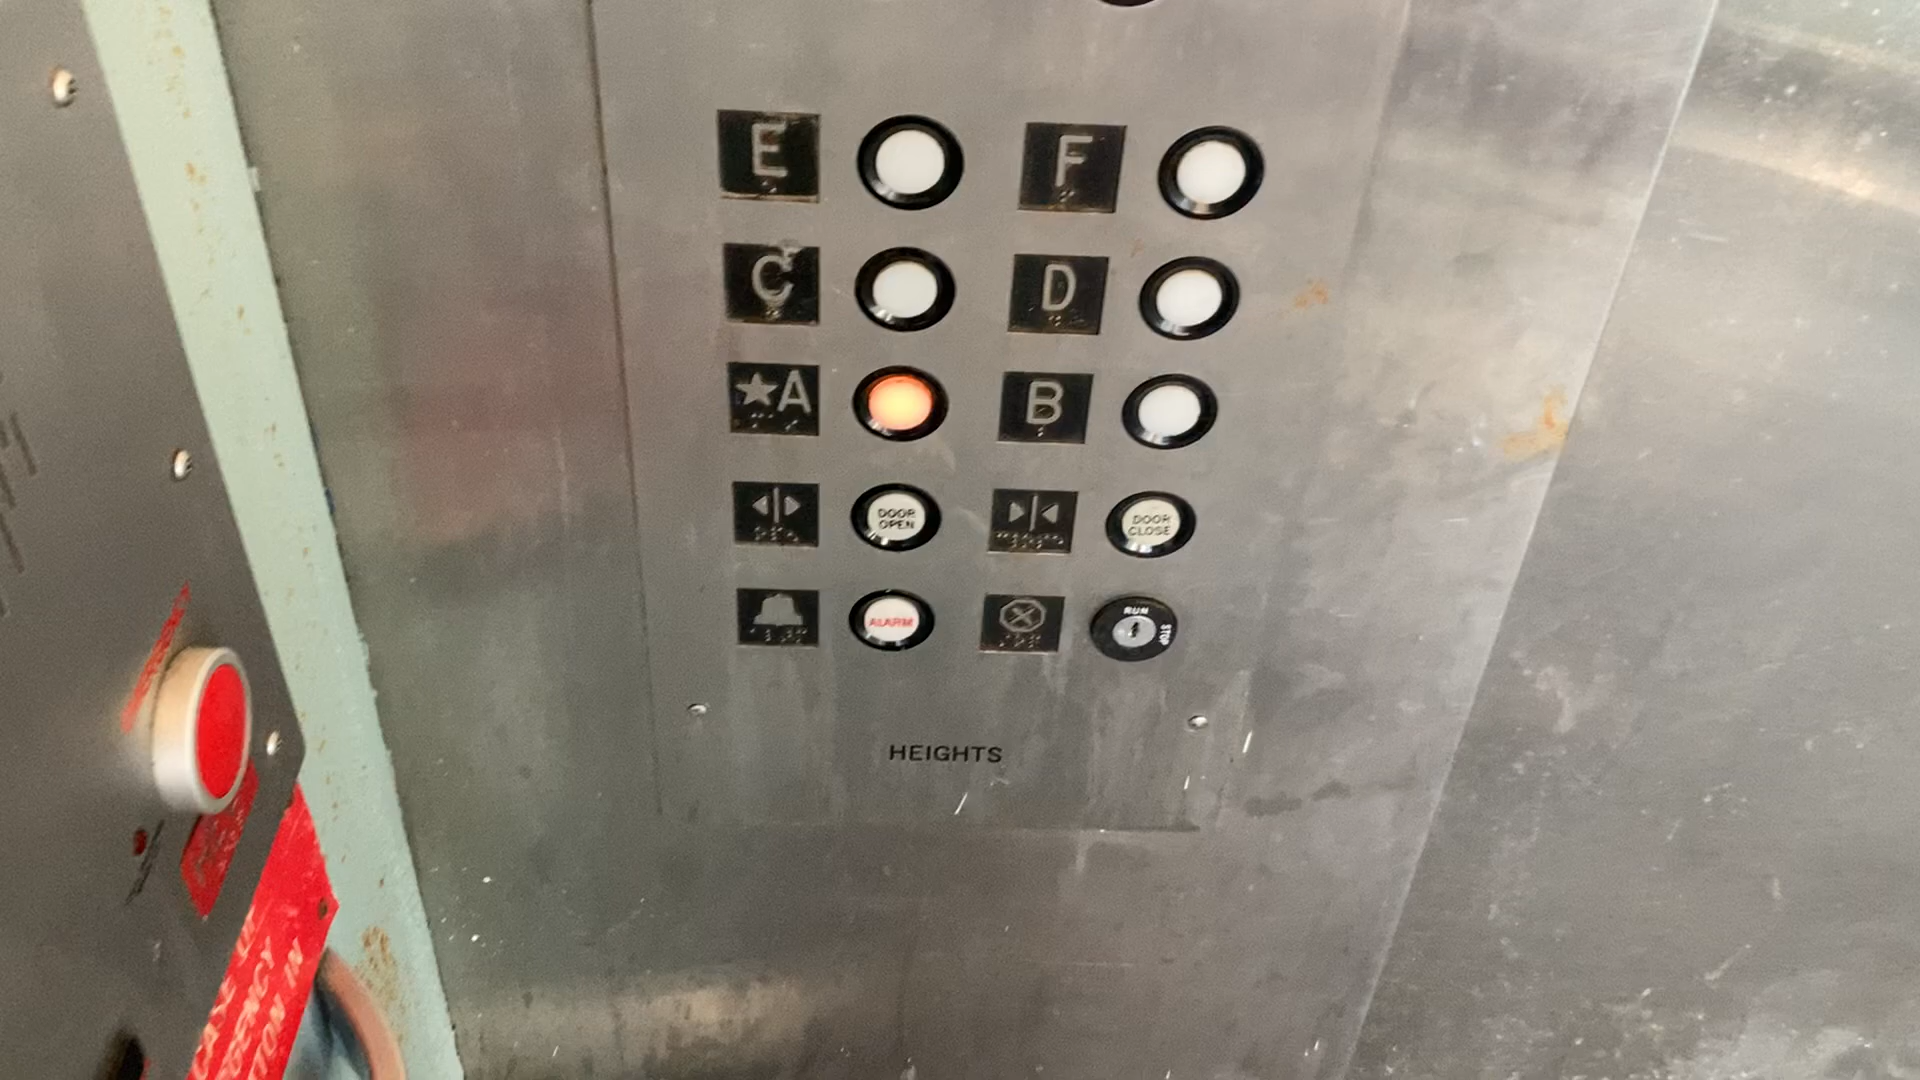 E F
C D
★A B
DOOR OPEN DOOR CLOSE
ALARM RUN STOP
HEIGHTS